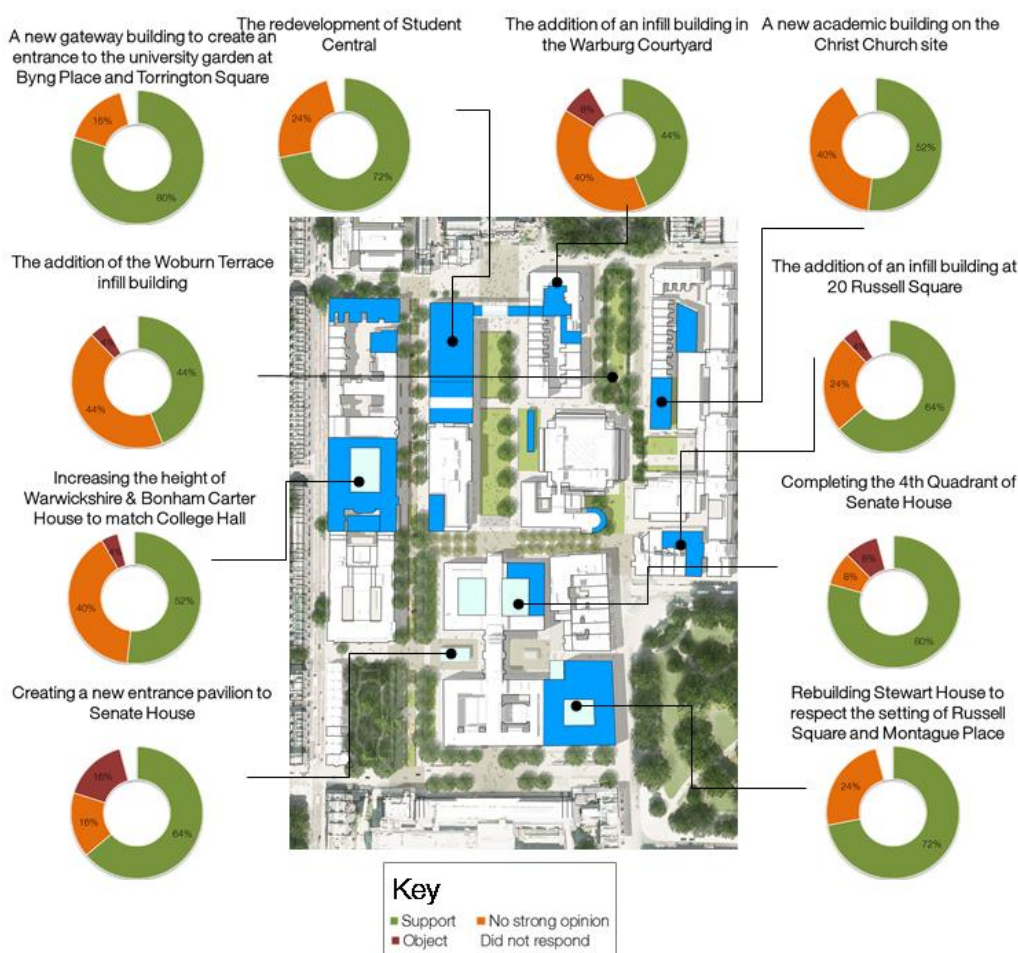 A new gateway building to create an
entrance to the university garden at
Byng Place and Torrington Square
16%
80%
The redevelopment of Student
Central
24%
72%
The addition of an infill building in
the Warburg Courtyard
8%
44%
40%
A new academic building on the
Christ Church site
40%
52%
The addition of the Woburn Terrace
infill building
4%
44%
44%
The addition of an infill building at
20 Russell Square
4%
24%
64%
Increasing the height of
Warwickshire & Bonham Carter
House to match College Hall
4%
40%
52%
Completing the 4th Quadrant of
Senate House
8%
8%
80%
Creating a new entrance pavilion to
Senate House
16%
16%
64%
Rebuilding Stewart House to
respect the setting of Russell
Square and Montague Place
24%
72%
Key
Support
No strong opinion
Object
Did not respond